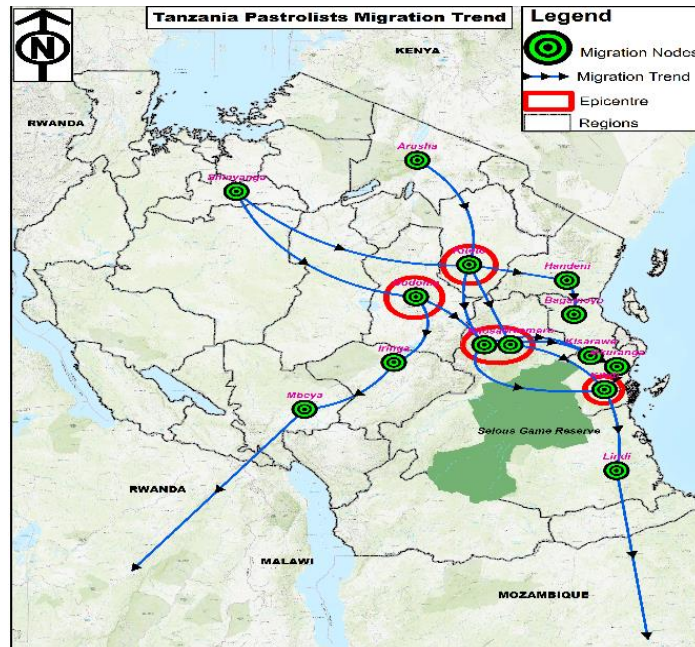 Tanzania Pastrolists Migration Trend
N
Legend
Migration Nodes
Migration Trend
Epicentre
Regions
KENYA
RWANDA
Arusha
Handeni
Bagamoyo
Dodoma
Kisarawe
Iringa
Mbeya
Selous Game Reserve
Lindi
RWANDA
MALAWI
MOZAMBIQUE